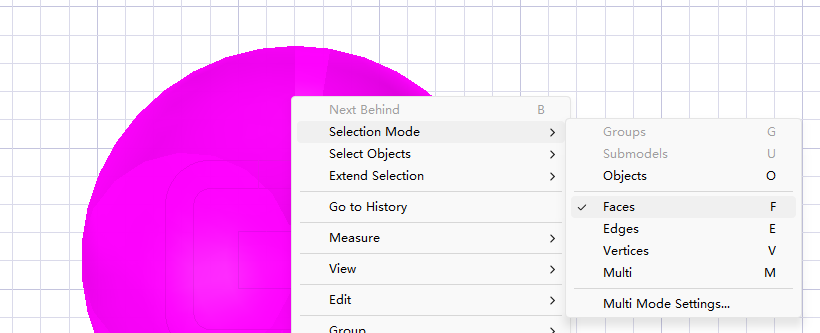 Next Behind B
Selection Mode
Select Objects
Extend Selection
Go to History
Measure
View
Edit
Group
Groups G
Submodels U
Objects O
Faces F
Edges E
Vertices V
Multi M
Multi Mode Settings...